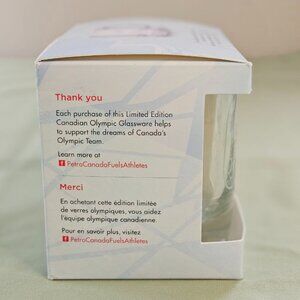 Thank you
Each purchase of this Limited Edition
Canadian Olympic Glassware helps
to support the dreams of Canada's
Olympic Team.
Learn more at
PetroCanadaFuelsAthletes
Merci
En achetant cette édition limitée
de verres olympiques, vous aidez
l'équipe olympique canadienne.
Pour en savoir plus, visitez
PetroCanadaFuelsAthletes